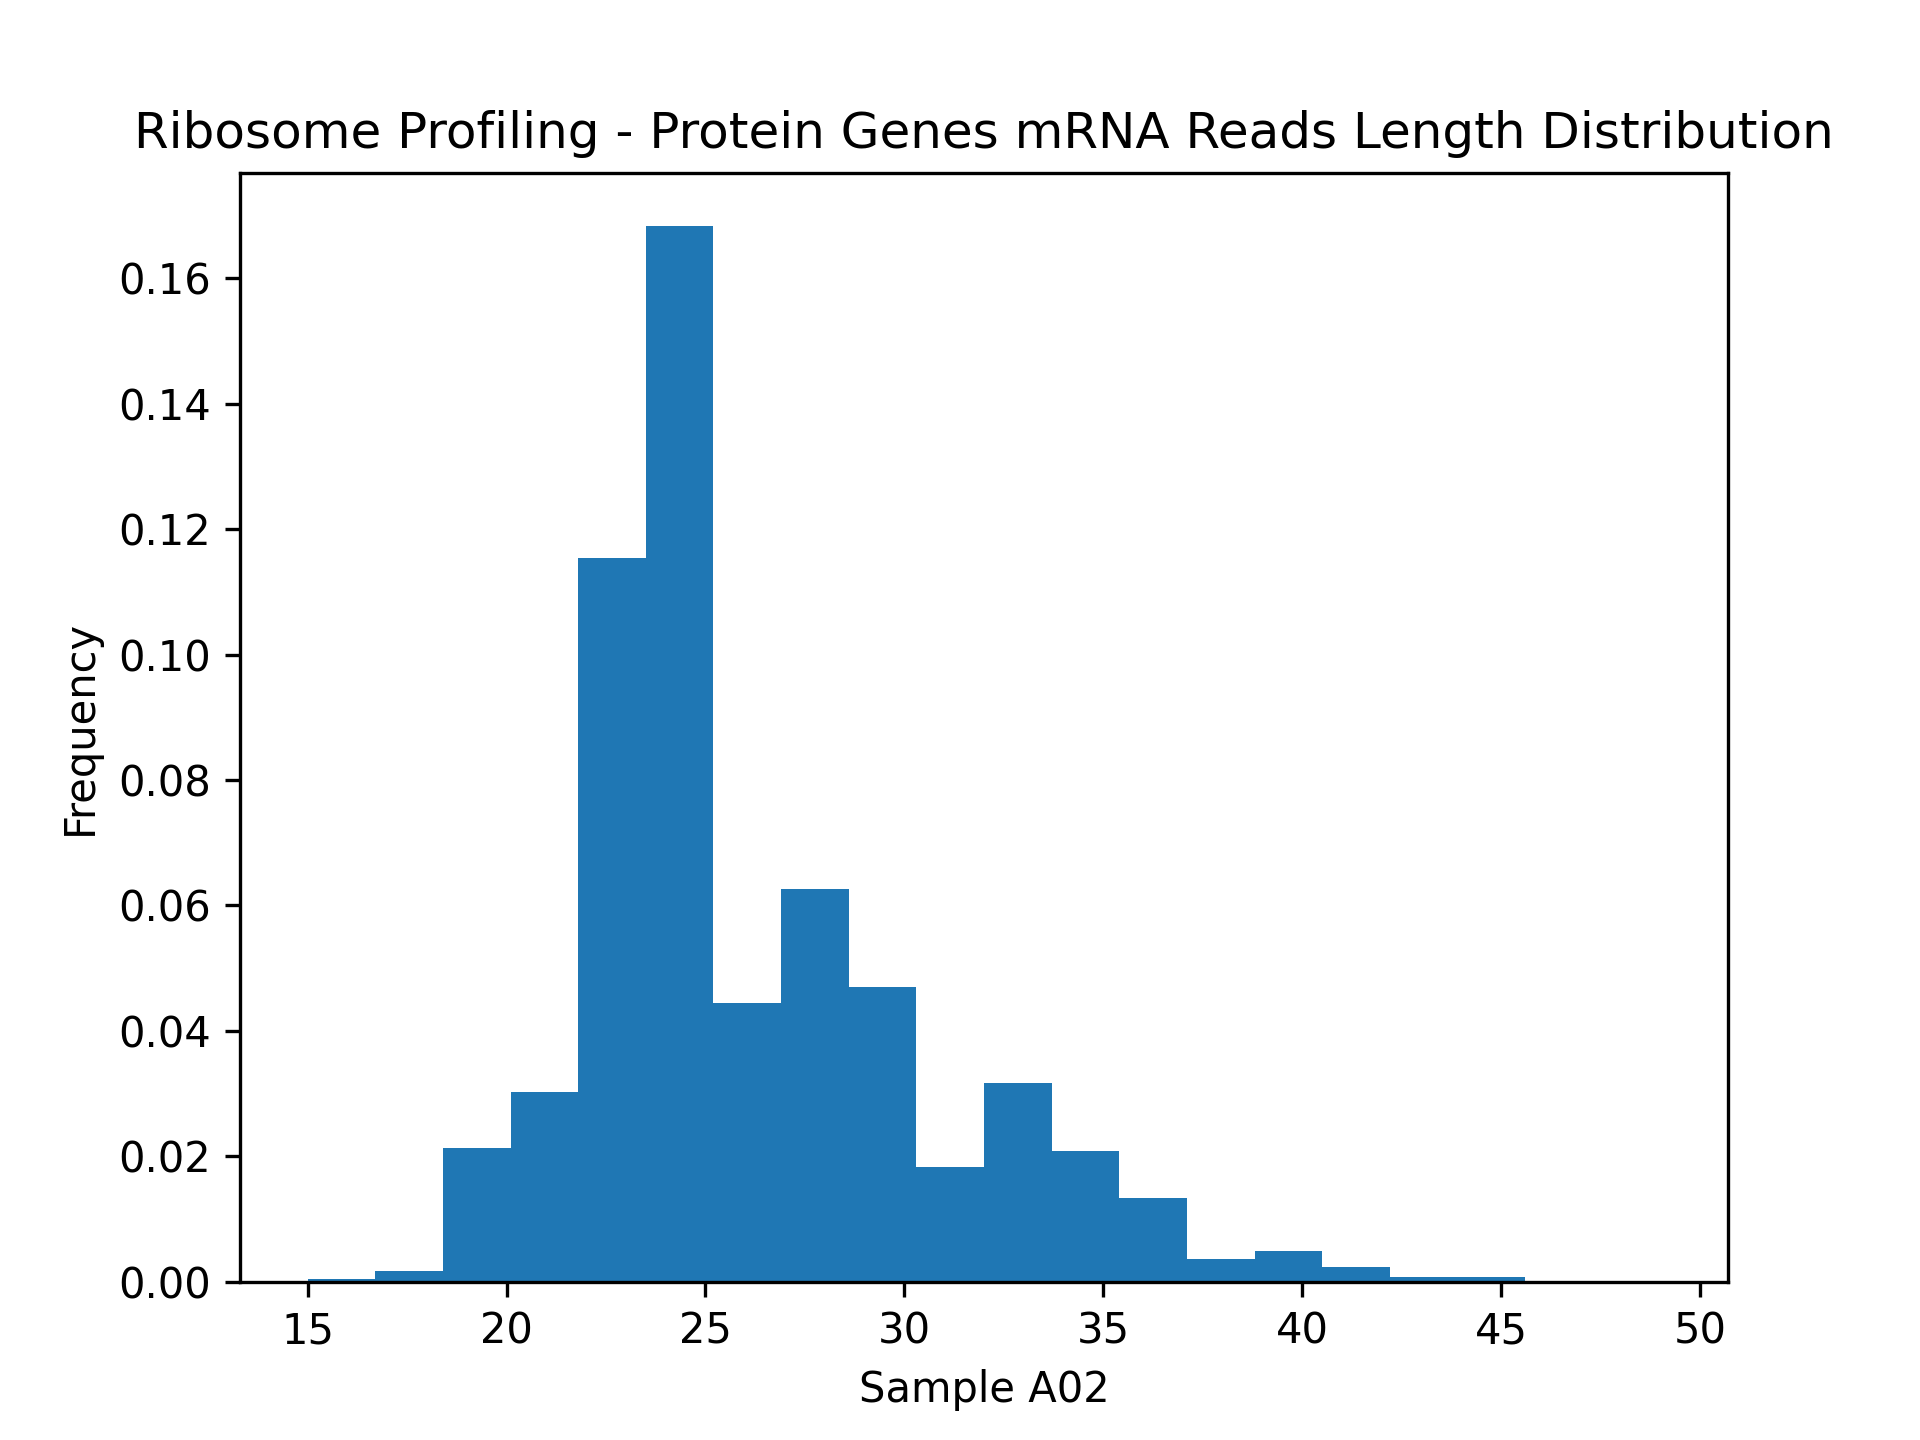 Ribosome Profiling - Protein Genes mRNA Reads Length Distribution
0.16
0.14
0.12
0.10
0.08
0.06
0.04
0.02
0.00
Frequency
15 20 25 30 35 40 45 50
Sample A02